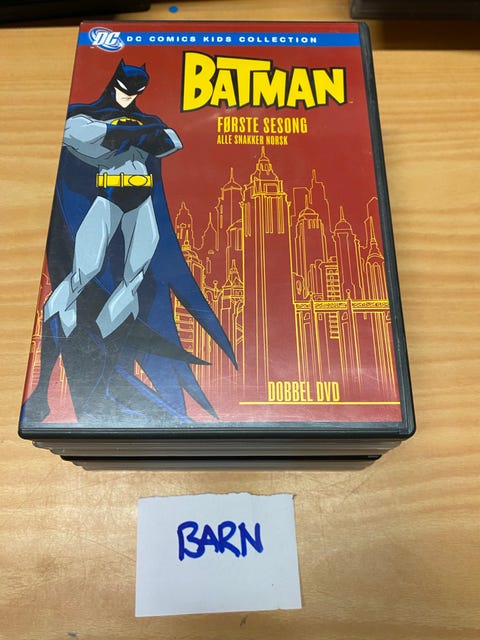 DC DC COMICS KIDS COLLECTION
BATMAN
FØRSTE SESONG
ALLE SNAKKER NORSK
DOBBEL DVD
BARN